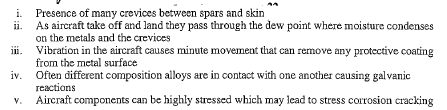 i. Presence of many crevices between spars and skin
ii. As aircraft take off and land they pass through the dew point where moisture condenses
on the metals and the crevices
iii. Vibration in the aircraft causes minute movement that can remove any protective coating
from the metal surface
iv. Often different composition alloys are in contact with one another causing galvanic
reactions
v. Aircraft components can be highly stressed which may lead to stress corrosion cracking